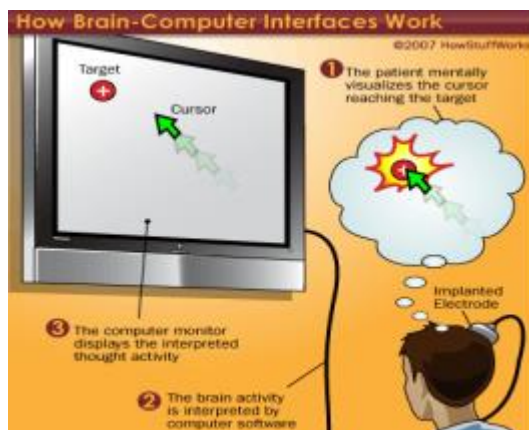 How Brain-Computer Interfaces Work
©2007 HowStuffWorks
Target
Cursor
1 The patient mentally
visualizes the cursor
reaching the target
Implanted
Electrode
3 The computer monitor
displays the interpreted
thought activity
2 The brain activity
is interpreted by
computer software